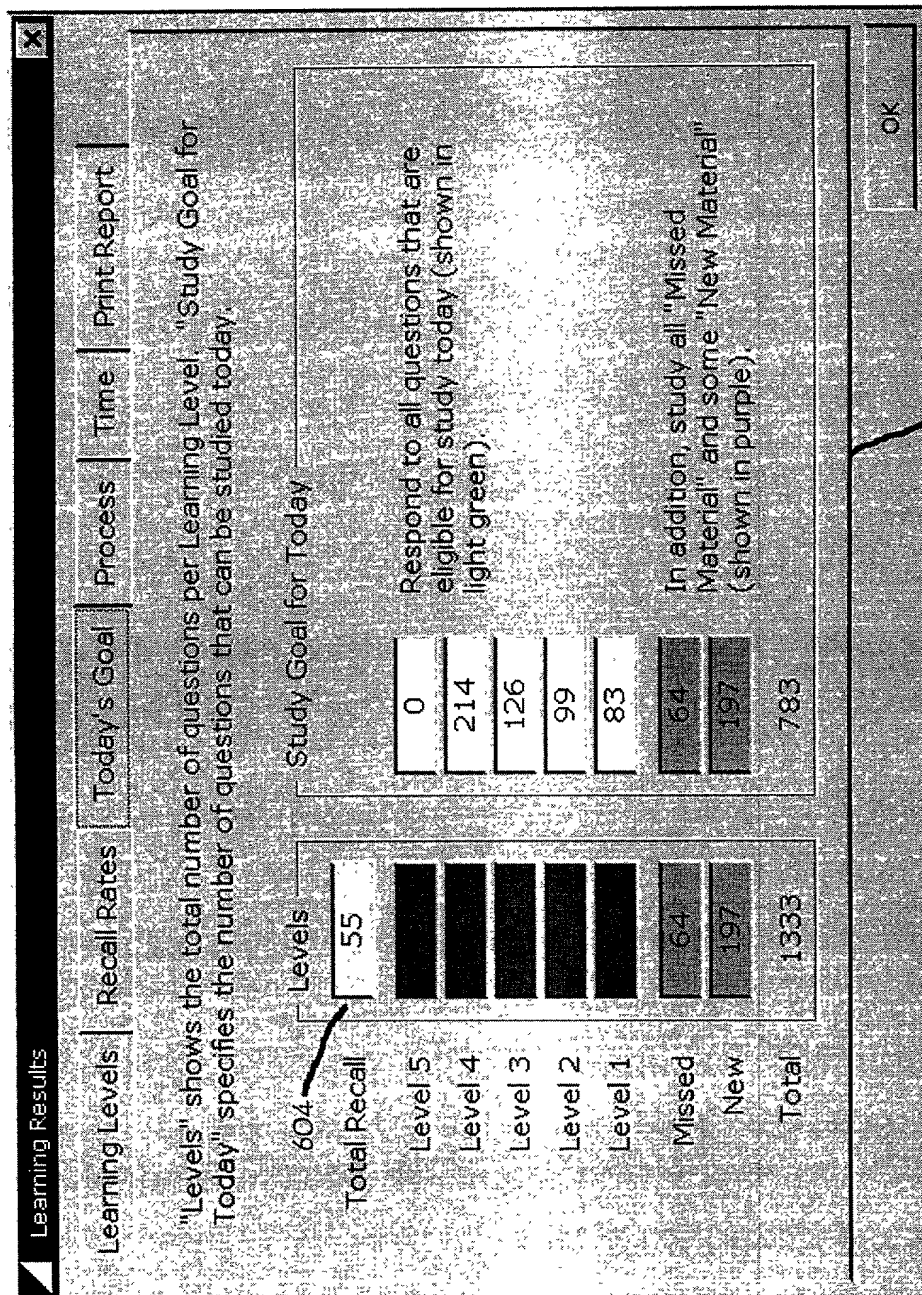 Learning Results
Learning Levels Recall Rates Today's Goal Process Time Print Report
"Levels" shows the total number of questions per Learning Level. "Study Goal for
Today" specifies the number of questions that can be studied today.
Levels Study Goal for Today
604
Total Recall 55
Level 5 0 Respond to all questions that are
Level 4 214 eligible for study today (shown in
Level 3 126 light green).
Level 2 99
Level 1 83
Missed 64 64 In addition, study all "Missed
New 197 197 Material" and some "New Material"
(shown in purple).
Total 1333 783
OK